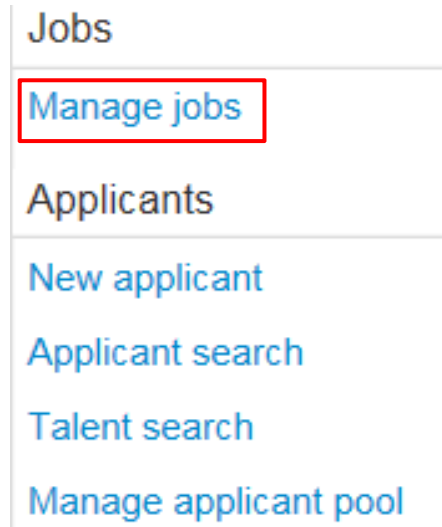 Jobs
Manage jobs
Applicants
New applicant
Applicant search
Talent search
Manage applicant pool